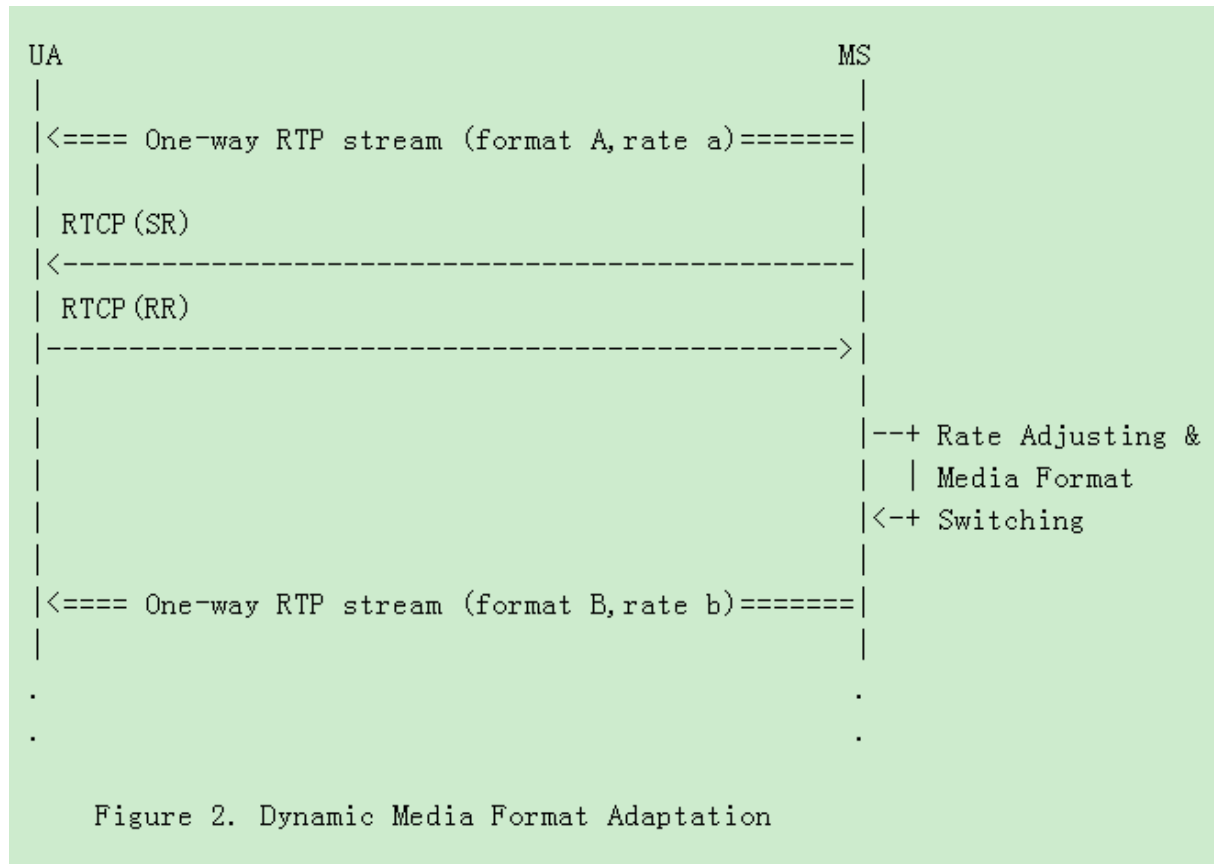 UA MS
| |
|<==== One-way RTP stream (format A,rate a)=======|
| |
| RTCP(SR) |
|<-------------------------------------------------|
| RTCP(RR) |
|------------------------------------------------>|
| |
| |--+ Rate Adjusting &
| | | Media Format
| |<-+ Switching
| |
|<==== One-way RTP stream (format B,rate b)=======|
| |
. .
. .
Figure 2. Dynamic Media Format Adaptation